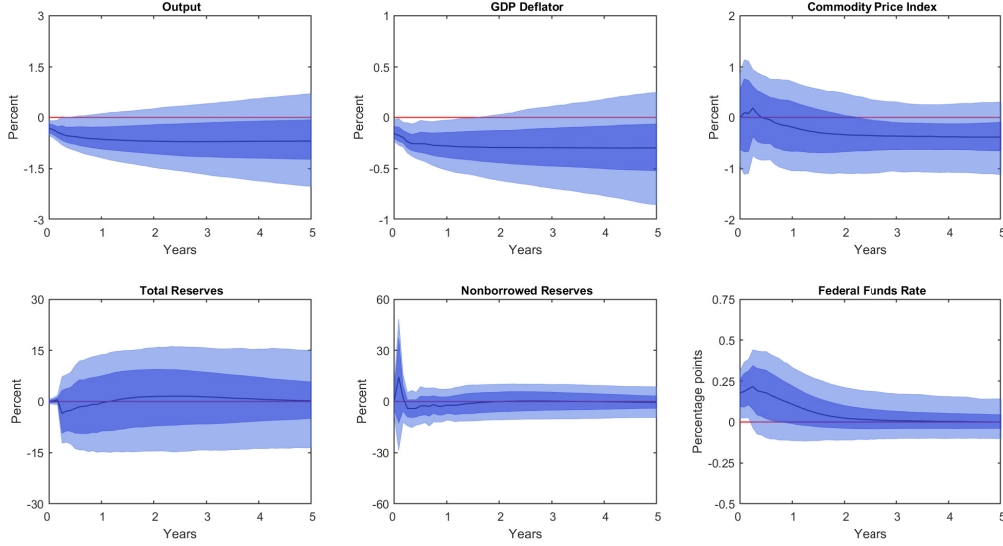 Output
GDP Deflator
Commodity Price Index
3
1.5
0
-1.5
-3
Percent
0 1 2 3 4 5
Years
1
0.5
0
-0.5
-1
Percent
0 1 2 3 4 5
Years
2
1
0
-1
-2
Percent
0 1 2 3 4 5
Years
Total Reserves
Nonborrowed Reserves
Federal Funds Rate
30
15
0
-15
-30
Percent
0 1 2 3 4 5
Years
60
30
0
-30
-60
Percent
0 1 2 3 4 5
Years
0.75
0.5
0.25
0
-0.25
-0.5
Percentage points
0 1 2 3 4 5
Years